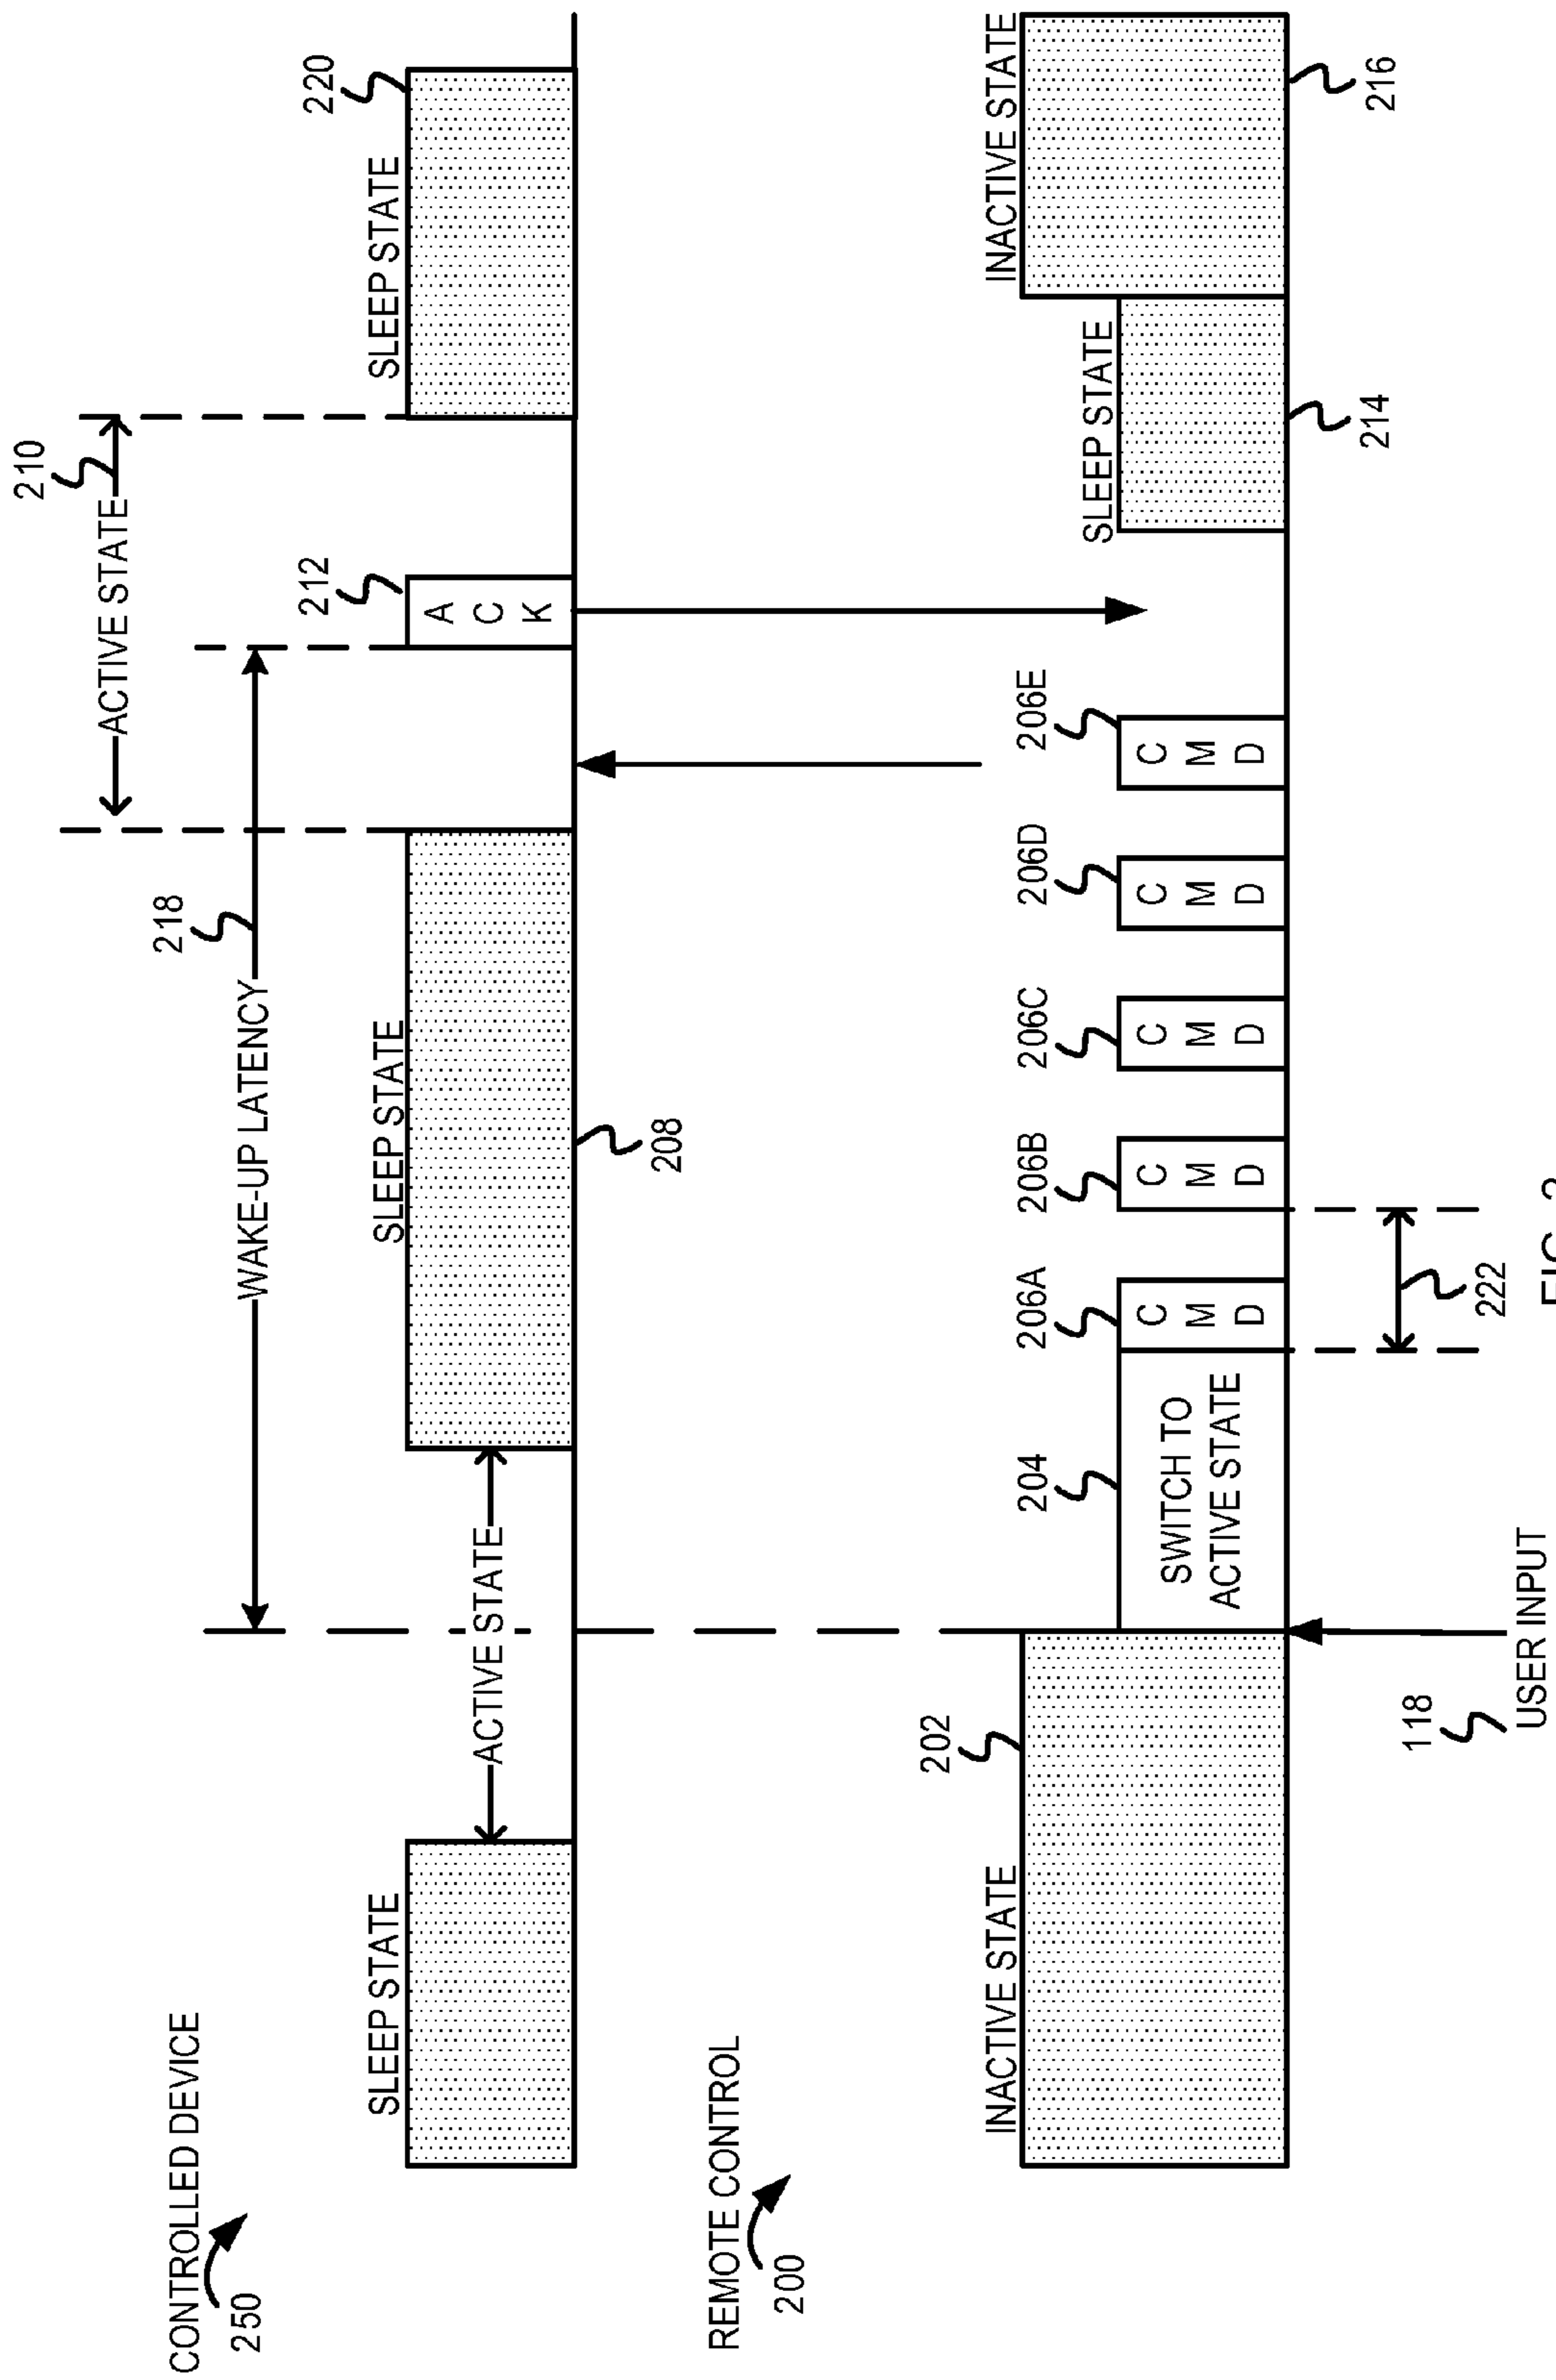 CONTROLLED DEVICE
250
SLEEP STATE
ACTIVE STATE
WAKE-UP LATENCY
218
SLEEP STATE
208
ACTIVE STATE
210
212
A
C
K
SLEEP STATE
220
REMOTE CONTROL
200
INACTIVE STATE
202
118
USER INPUT
204
SWITCH TO
ACTIVE STATE
206A
C
M
D
222
206B
C
M
D
206C
C
M
D
206D
C
M
D
206E
C
M
D
SLEEP STATE
214
INACTIVE STATE
216
FIG.